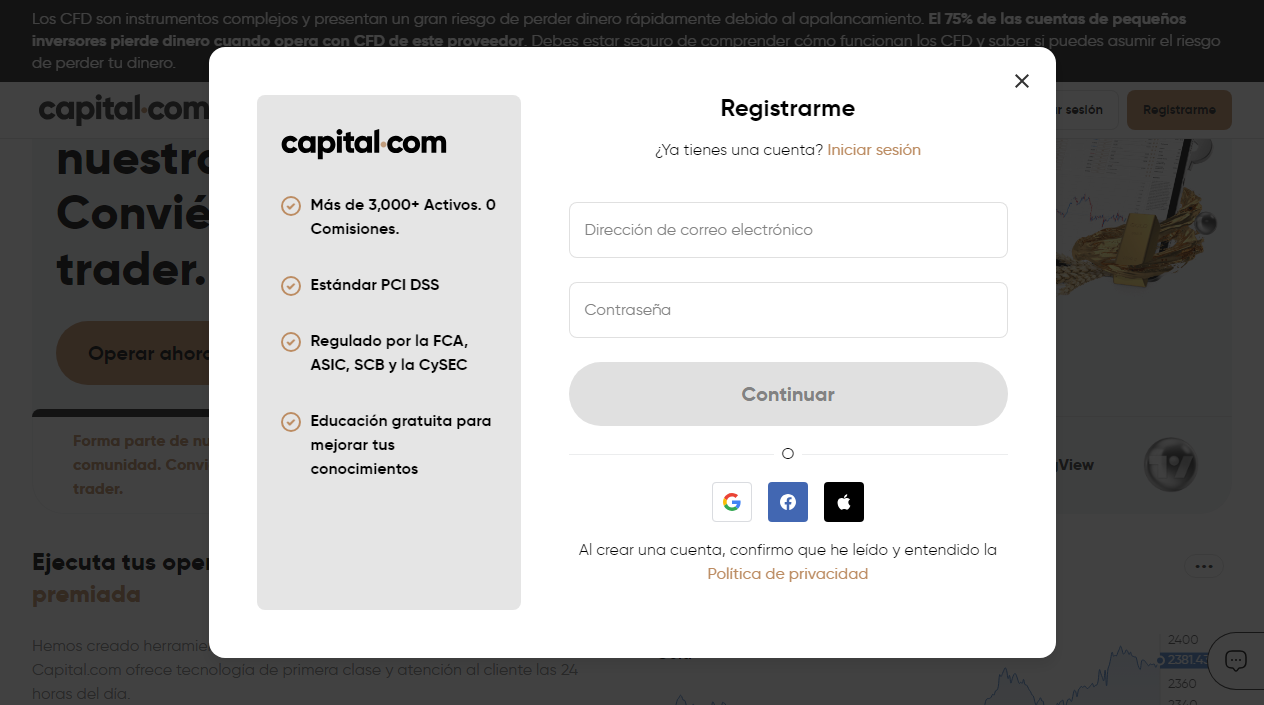 Los CFD son instrumentos complejos y presentan un gran riesgo de perder dinero rápidamente debido al apalancamiento. El 75% de las cuentas de pequeños
inversores pierde dinero cuando opera con CFD de este proveedor. Debes estar seguro de comprender cómo funcionan los CFD y saber si puedes asumir el riesgo
de perder tu dinero.
capital.com
sesión
Registrarme
Convié
trader.
Operar ahora
Forma parte de
comunidad.
trader.
View
Ejecuta tus
premiada
Hemos creado
Capital.com ofrece tecnología de primera clase y atención al cliente las 24
horas del día.
2400
2381.43
2360
capital.com
Más de 3,000+ Activos. 0
Comisiones.
Estándar PCI DSS
Regulado por la FCA,
ASIC, SCB y la CySEC
Educación gratuita para
mejorar tus
conocimientos
Registrarme
¿Ya tienes una cuenta? Iniciar sesión
Dirección de correo electrónico
Contraseña
Continuar
O
Al crear una cuenta, confirmo que he leído y entendido la
Política de privacidad